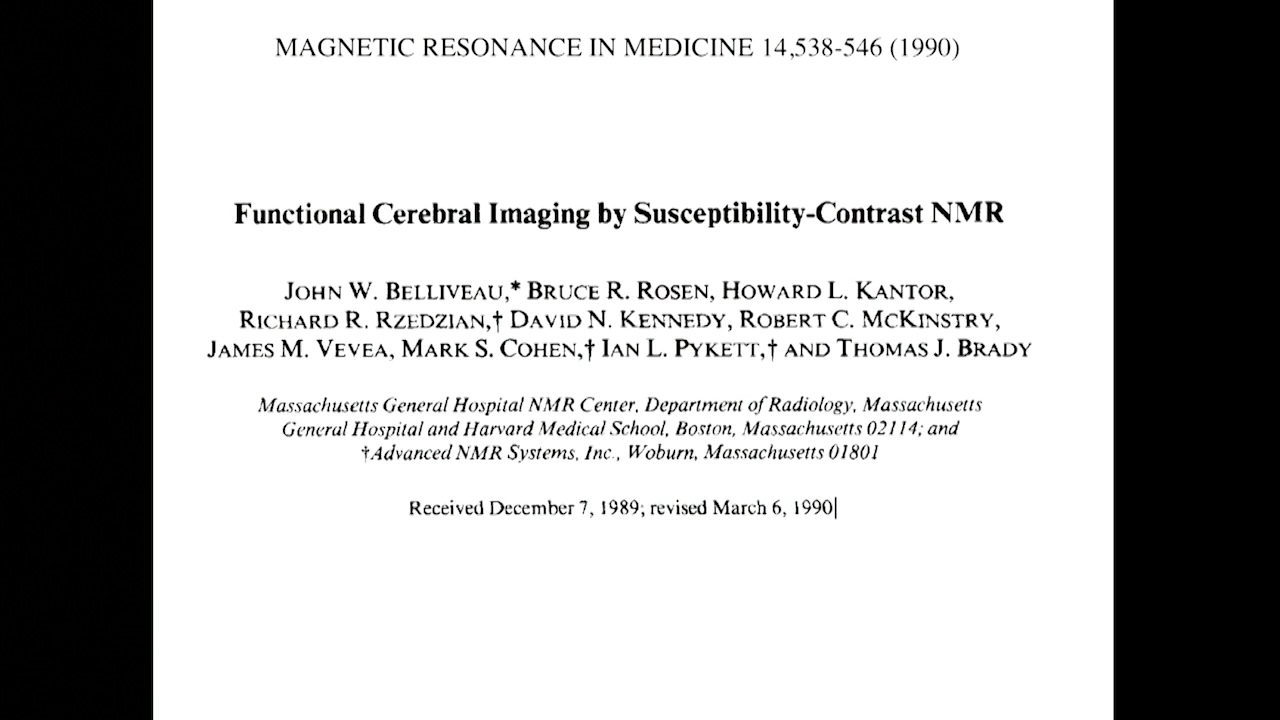 MAGNETIC RESONANCE IN MEDICINE 14,538-546 (1990)
Functional Cerebral Imaging by Susceptibility-Contrast NMR
JOHN W. BELLIVEAU,* BRUCE R. ROSEN, HOWARD L. KANTOR,
RICHARD R. RZEDZIAN,† DAVID N. KENNEDY, ROBERT C. MCKINSTRY,
JAMES M. VEVEA, MARK S. COHEN,† IAN L. PYKETT,† AND THOMAS J. BRADY
Massachusetts General Hospital NMR Center, Department of Radiology, Massachusetts
General Hospital and Harvard Medical School, Boston, Massachusetts 02114; and
†Advanced NMR Systems, Inc., Woburn, Massachusetts 01801
Received December 7, 1989; revised March 6, 1990